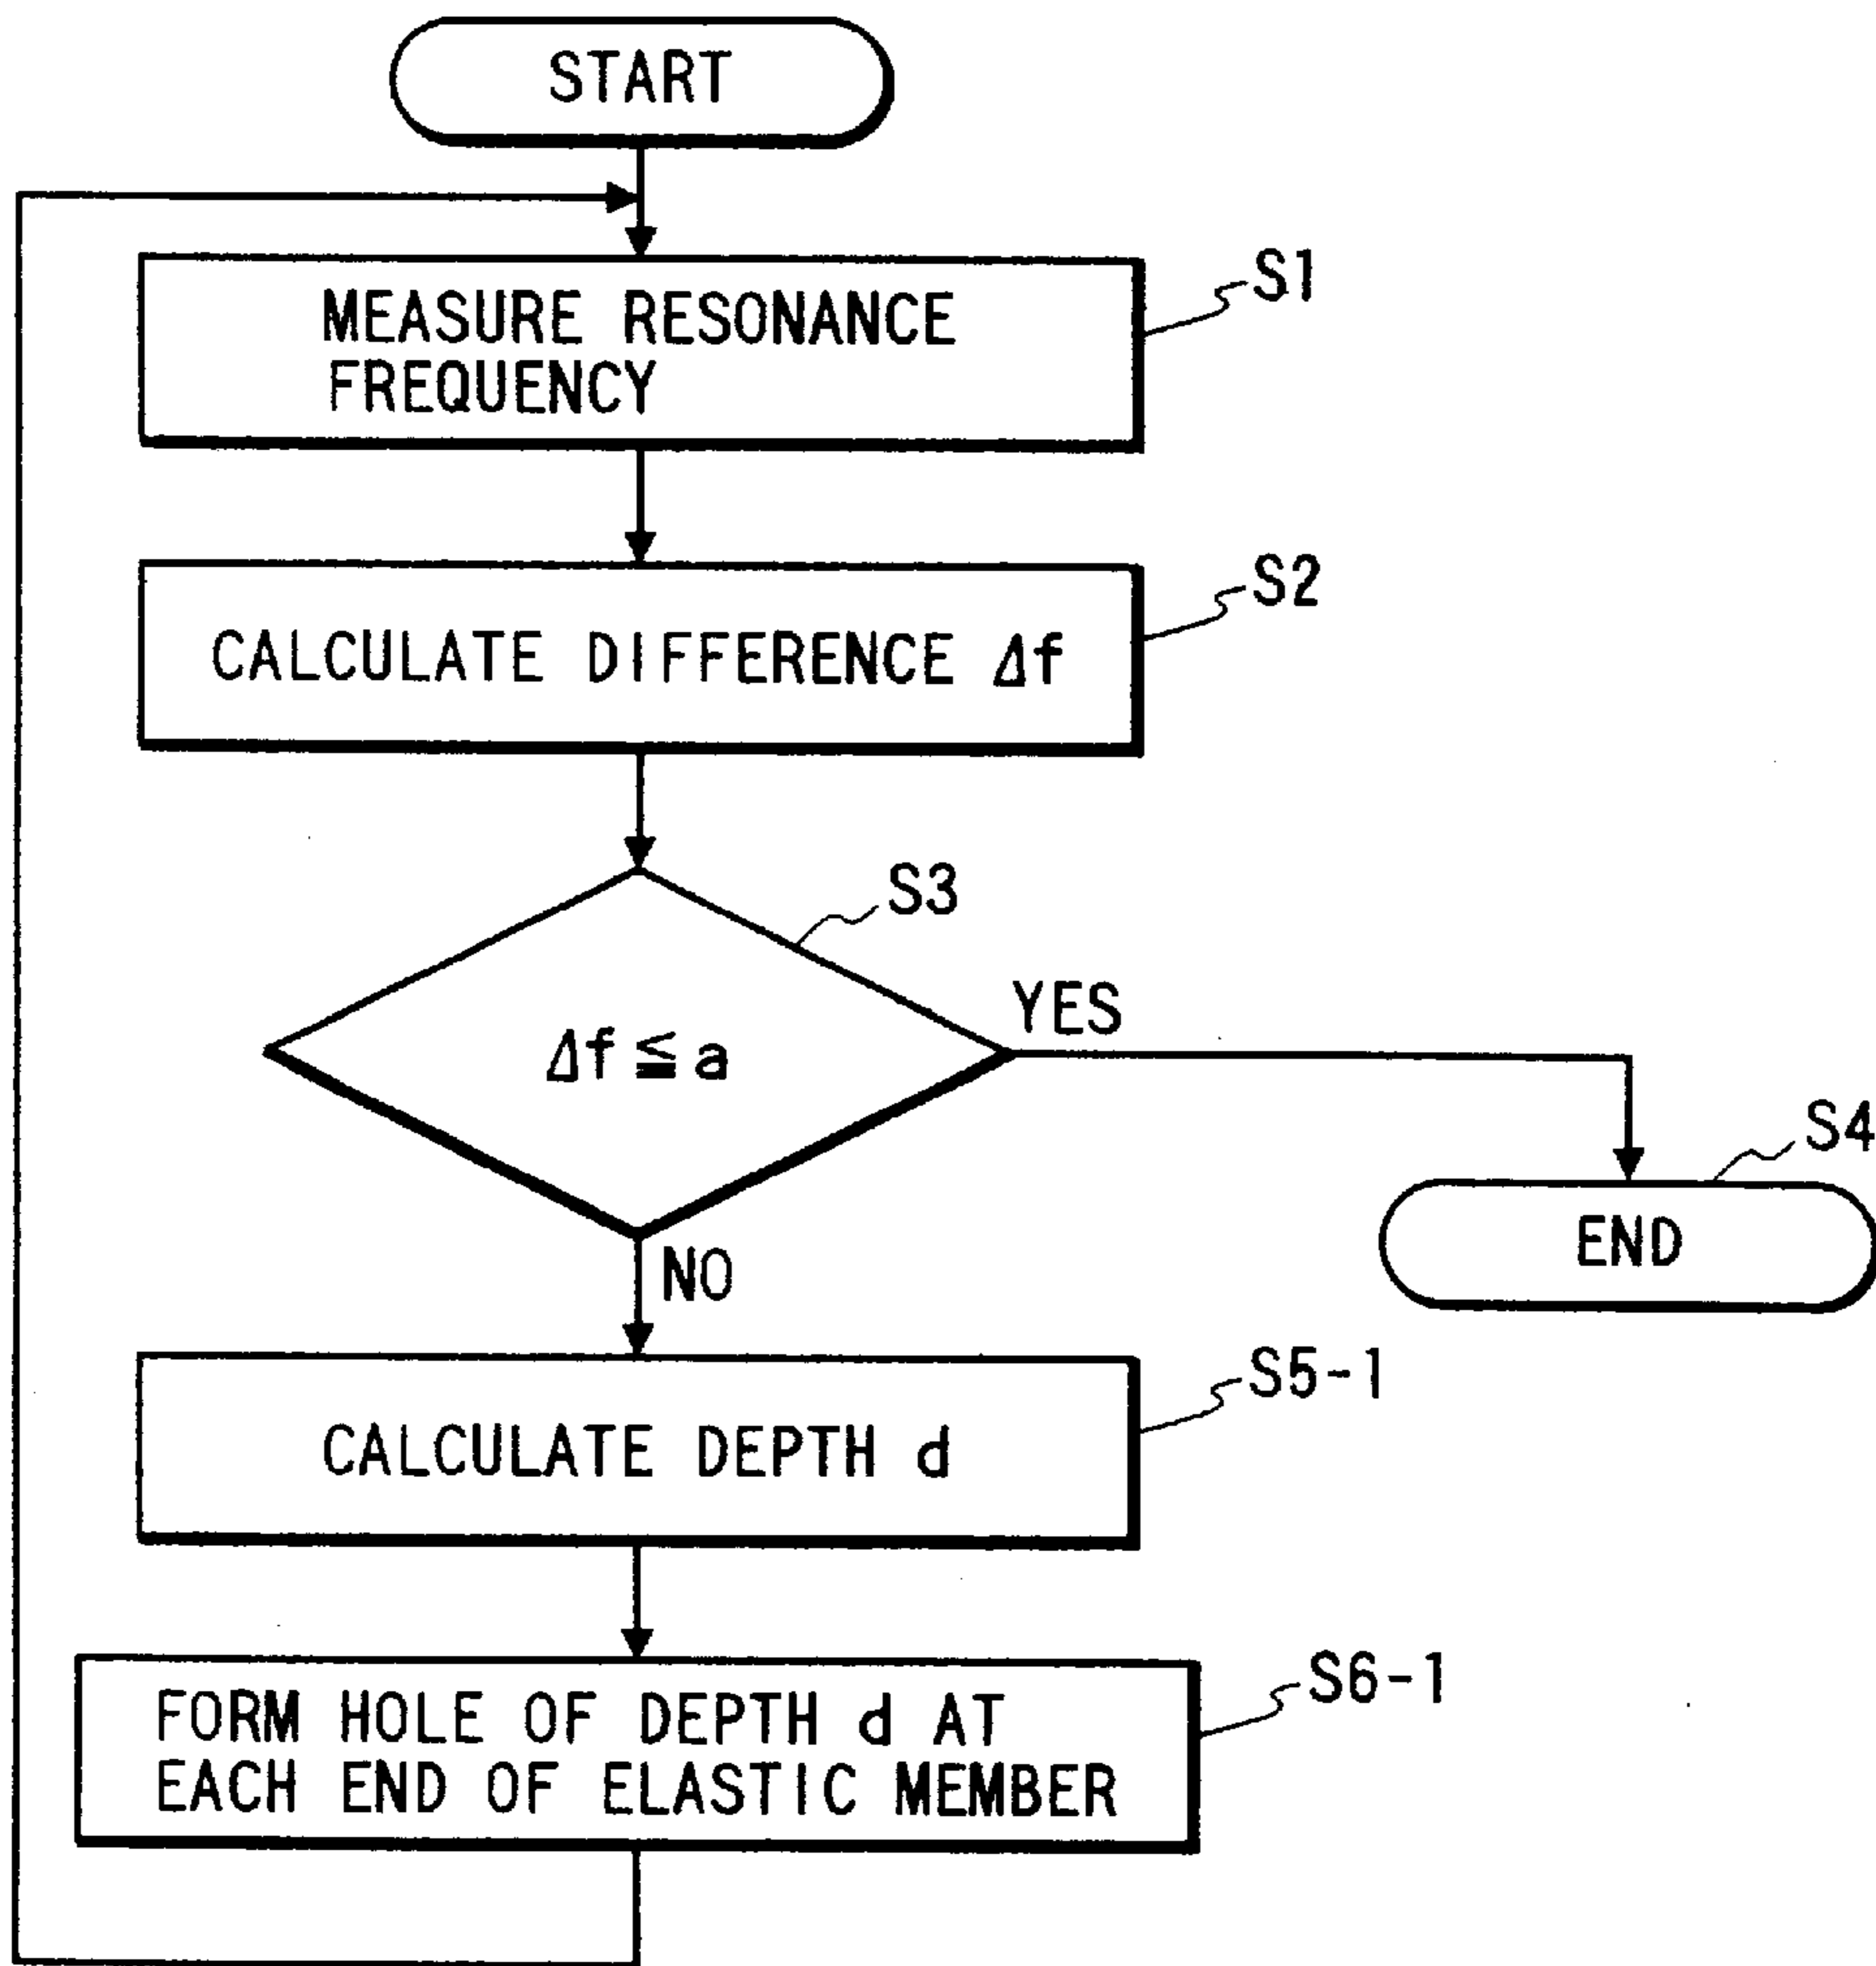 START
S1
MEASURE RESONANCE
FREQUENCY
S2
CALCULATE DIFFERENCE Δf
S3
Δf ≦ a
YES
S4
END
NO
S5-1
CALCULATE DEPTH d
S6-1
FORM HOLE OF DEPTH d AT
EACH END OF ELASTIC MEMBER